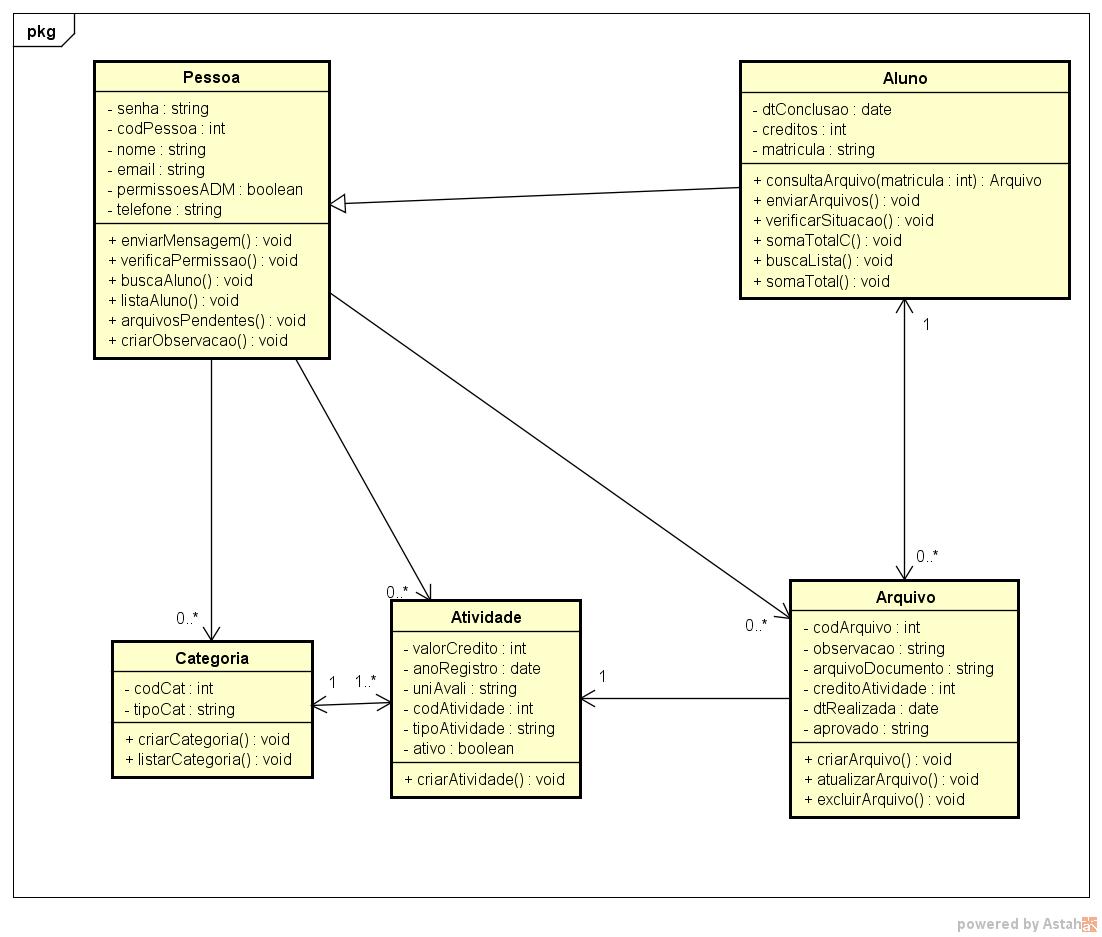 pkg
Pessoa
- senha : string
- codPessoa : int
- nome : string
- email : string
- permissoesADM : boolean
- telefone : string
+ enviarMensagem() : void
+ verificaPermissao() : void
+ buscaAluno() : void
+ listaAluno() : void
+ arquivosPendentes() : void
+ criarObservacao() : void
Aluno
- dtConclusao : date
- creditos : int
- matricula : string
+ consultaArquivo(matricula : int) : Arquivo
+ enviarArquivos() : void
+ verificarSituacao() : void
+ somaTotalC() : void
+ buscaLista() : void
+ somaTotal() : void
1
0..*
0..*
0..*
0..*
Categoria
- codCat : int
- tipoCat : string
+ criarCategoria() : void
+ listarCategoria() : void
1
1..*
Atividade
- valorCredito : int
- anoRegistro : date
- uniAvali : string
- codAtividade : int
- tipoAtividade : string
- ativo : boolean
+ criarAtividade() : void
1
Arquivo
- codArquivo : int
- observacao : string
- arquivoDocumento : string
- creditoAtividade : int
- dtRealizada : date
- aprovado : string
+ criarArquivo() : void
+ atualizarArquivo() : void
+ excluirArquivo() : void
powered by Astah